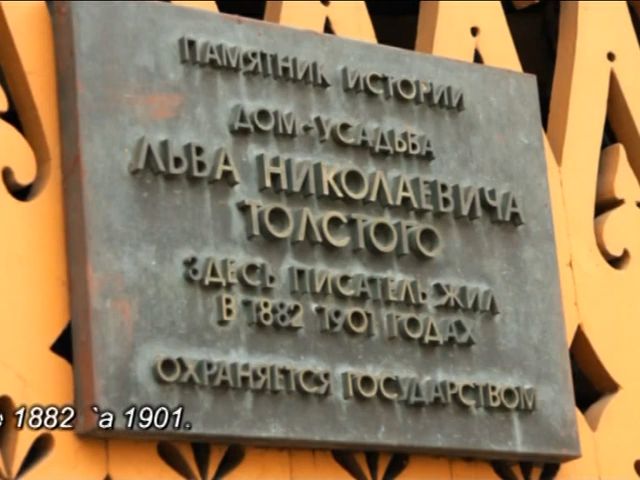 ПАМЯТНИК ИСТОРИИ
ДОМ-УСАДЬБА
ЛЬВА НИКОЛАЕВИЧА
ТОЛСТОГО
ЗДЕСЬ ПИСАТЕЛЬ ЖИЛ
В 1882 1901 ГОДАХ
ОХРАНЯЕТСЯ ГОСУДАРСТВОМ
1882 `a 1901.